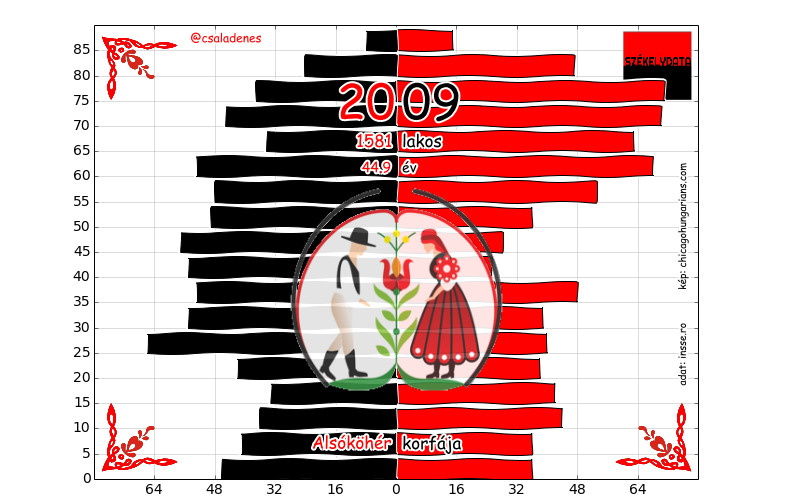 @csaladenes
SZÉKELYDATA
2009
1581 lakos
44.9 év
kép: chicagohungarians.com
adat: insse.ro
Alsóköhér korfája
85
80
75
70
65
60
55
50
45
40
35
30
25
20
15
10
5
0
64 48 32 16 0 16 32 48 64